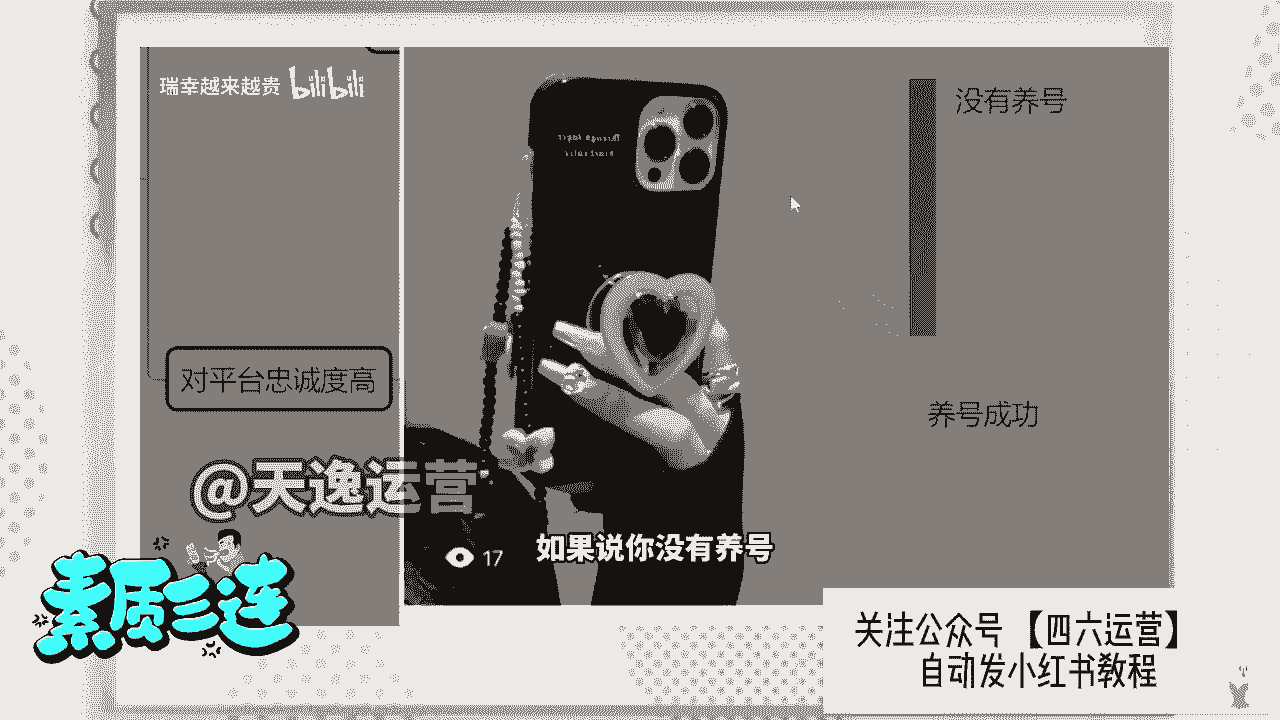 瑞幸越来越贵 bilibili
没有养号
对平台忠诚度高
养号成功
@天逸运营
17
如果说你没有养号
素质三连
关注公众号【四六运营】
自动发小红书教程